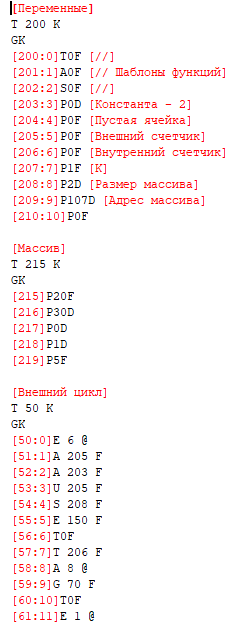 [Переменные]
T 200 K
GK
[200:0]T0F [//]
[201:1]A0F [// Шаблоны функций]
[202:2]S0F [//]
[203:3]P0D [Константа - 2]
[204:4]P0F [Пустая ячейка]
[205:5]P0F [Внешний счетчик]
[206:6]P0F [Внутренний счетчик]
[207:7]P1F [K]
[208:8]P2D [Размер массива]
[209:9]P107D [Адрес массива]
[210:10]P0F
[Массив]
T 215 K
GK
[215]P20F
[216]P30D
[217]P0D
[218]P1D
[219]P5F
[Внешний цикл]
T 50 K
GK
[50:0]E 6 @
[51:1]A 205 F
[52:2]A 203 F
[53:3]U 205 F
[54:4]S 208 F
[55:5]E 150 F
[56:6]T0F
[57:7]T 206 F
[58:8]A 8 @
[59:9]G 70 F
[60:10]T0F
[61:11]E 1 @